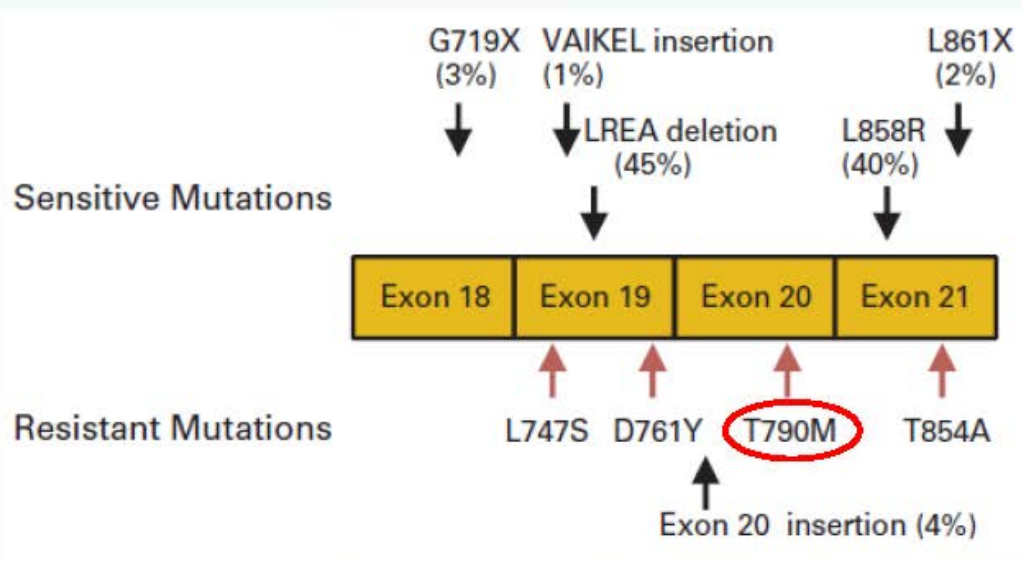 G719X VAIKEL insertion L861X
(3%) (1%) (2%)
LREA deletion L858R
(45%) (40%)
Sensitive Mutations
Exon 18 Exon 19 Exon 20 Exon 21
Resistant Mutations L747S D761Y T790M T854A
Exon 20 insertion (4%)